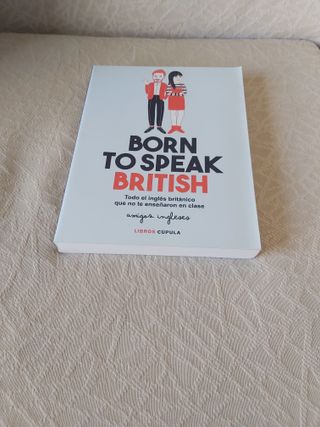 BORN
TO SPEAK
BRITISH
Todo el inglés británico
que no te enseñaron en clase
amigos ingleses
LIBROS CÚPULA